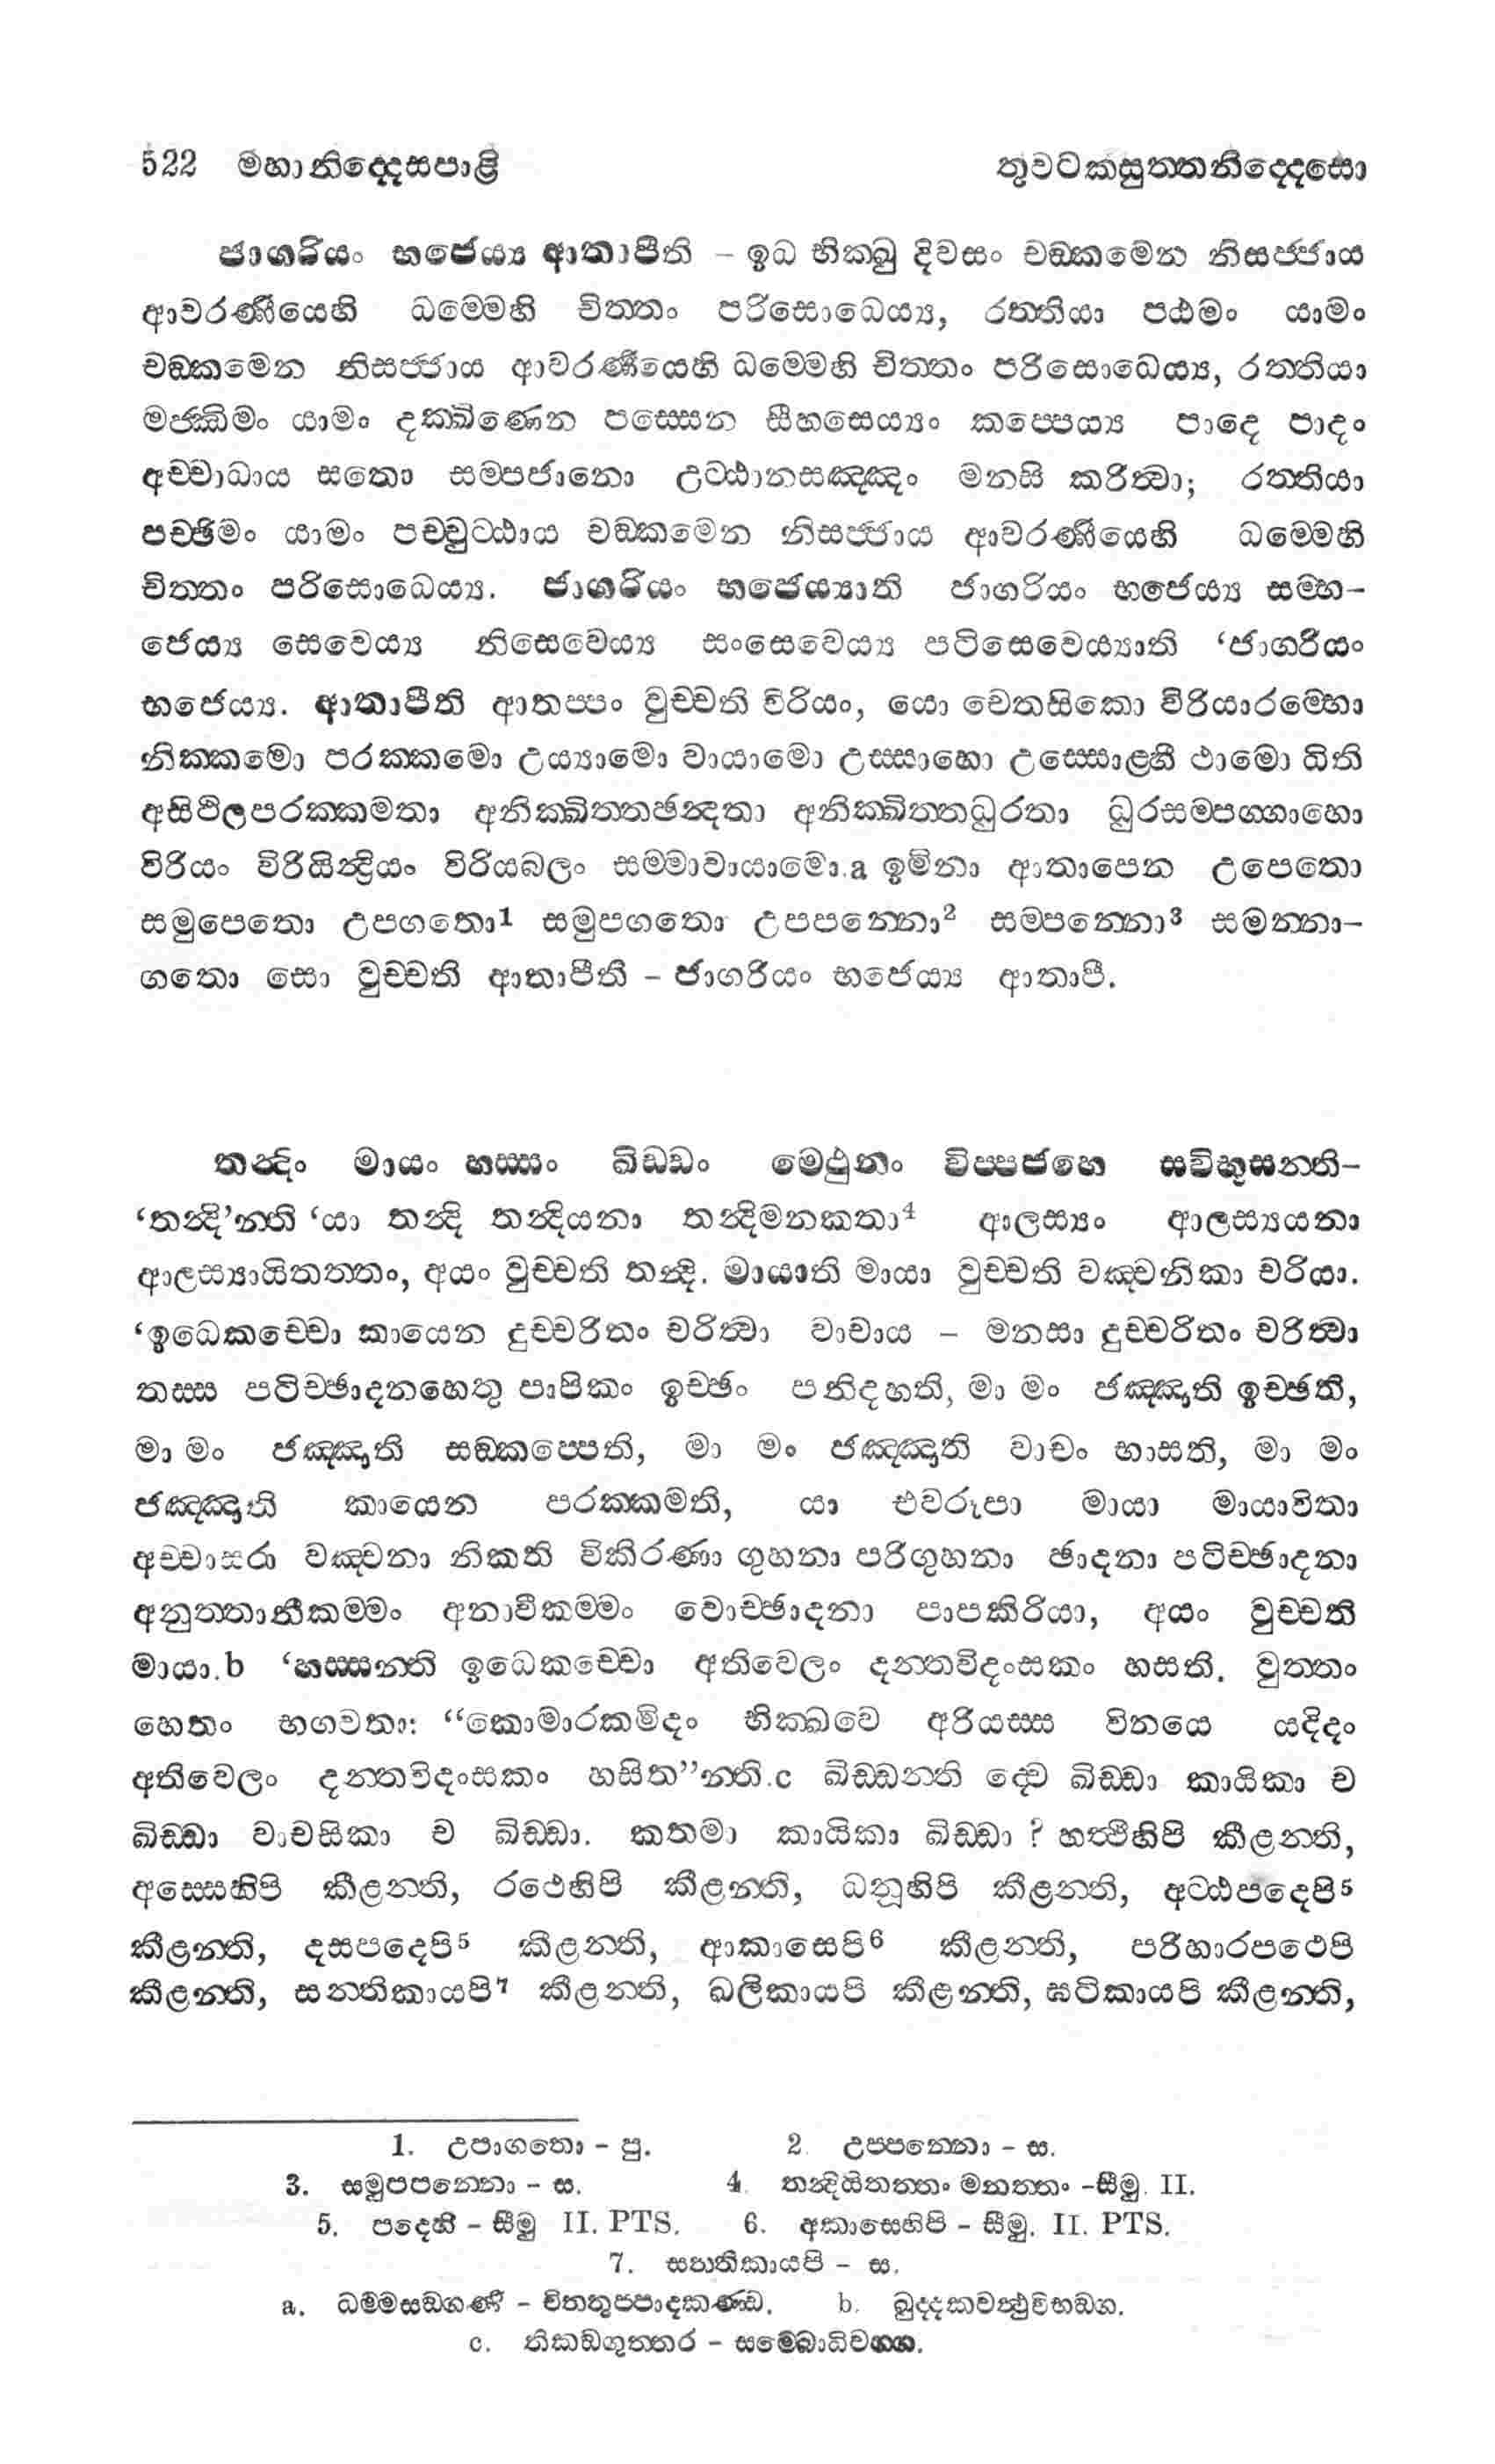 522 මහානිද්දෙසපාළි තුවටකසුත්තනිද්දෙසො
ජාගරියං භජෙය්‍ය ආතාපීති – ඉධ භික්ඛු දිවසං චඞ්කමෙන නිසජ්ජාය
ආවරණීයෙහි ධම්මෙහි චිත්තං පරිසොධෙය්‍ය, රත්තියා පඨමං යාමං
චඞ්කමෙන නිසජ්ජාය ආවරණීයෙහි ධම්මෙහි චිත්තං පරිසොධෙය්‍ය, රත්තියා
මජ්ඣිමං යාමං දක්ඛිණෙන පස්සෙන සීහසෙය්‍යං කප්පෙය්‍ය පාදෙ පාදං
අච්චාධාය සතො සම්පජානො උට්ඨානසඤ්ඤං මනසි කරිත්වා; රත්තියා
පච්ඡිමං යාමං පච්චුට්ඨාය චඞ්කමෙන නිසජ්ජාය ආවරණීයෙහි ධම්මෙහි
චිත්තං පරිසොධෙය්‍ය. ජාගරියං භජෙය්‍යාති ජාගරියං භජෙය්‍ය සම්භ-
ජෙය්‍ය සෙවෙය්‍ය නිසෙවෙය්‍ය සංසෙවෙය්‍ය පටිසෙවෙය්‍යාති ‘ජාගරියං
භජෙය්‍ය. ආතාපීති ආතප්පං වුච්චති විරියං, යො චෙතසිකො විරියාරම්භො
නික්කමො පරක්කමො උය්‍යාමො වායාමො උස්සාහො උස්සොළ්හී ථාමො ධිති
අසිථිලපරක්කමතා අනික්ඛිත්තඡන්දතා අනික්ඛිත්තධුරතා ධුරසම්පග්ගාහො
විරියං විරියින්ද්‍රියං විරියබලං සම්මාවායාමො.a ඉමිනා ආතාපෙන උපෙතො
සමුපෙතො උපගතො1 සමුපගතො උපපන්නො2 සම්පන්නො3 සමන්නා-
ගතො සො වුච්චති ආතාපීති – ජාගරියං භජෙය්‍ය ආතාපී.
තන්දිං මායං හස්සං ඛිඩ්ඩං මෙථුනං විප්පජහෙ සවිභූසන්ති-
‘තන්දි’න්ති ‘යා තන්දි තන්දියනා තන්දිමනකතා4 ආලස්‍යං ආලස්‍යයනා
ආලස්‍යායිතත්තං, අයං වුච්චති තන්දි. මායාති මායා වුච්චති වඤ්චනිකා චරියා.
‘ඉධෙකච්චො කායෙන දුච්චරිතං චරිත්වා වාචාය – මනසා දුච්චරිතං චරිත්වා
තස්ස පටිච්ඡාදනහෙතු පාපිකං ඉච්ඡං පනිදහති, මා මං ජඤ්ඤූති ඉච්ඡති,
මා මං ජඤ්ඤූති සඞ්කප්පෙති, මා මං ජඤ්ඤූති වාචං භාසති, මා මං
ජඤ්ඤූති කායෙන පරක්කමති, යා එවරූපා මායා මායාවිතා
අච්චාසරා වඤ්චනා නිකති විකිරණා ගුහනා පරිගුහනා ඡාදනා පටිච්ඡාදනා
අනුත්තානීකම්මං අනාවීකම්මං වොච්ඡාදනා පාපකිරියා, අයං වුච්චති
මායා.b ‘හස්සන්ති ඉධෙකච්චො අතිවෙලං දන්තවිදංසකං හසති. වුත්තං
හෙතං භගවතා: “කොමාරකමිදං භික්ඛවෙ අරියස්ස විනයෙ යදිදං
අතිවෙලං දන්තවිදංසකං හසිත”න්ති.c ඛිඩ්ඩන්ති ද්වෙ ඛිඩ්ඩා කායිකා ච
ඛිඩ්ඩා වාචසිකා ච ඛිඩ්ඩා. කතමා කායිකා ඛිඩ්ඩා ? හත්ථීහිපි කීළන්ති,
අස්සෙහිපි කීළන්ති, රථෙහිපි කීළන්ති, ධනූහිපි කීළන්ති, අට්ඨපදෙපි5
කීළන්ති, දසපදෙපි5 කීළන්ති, ආකාසෙපි6 කීළන්ති, පරිහාරපථෙපි
කීළන්ති, සන්තිකායපි7 කීළන්ති, ඛලිකායපි කීළන්ති, ඝටිකායපි කීළන්ති,
1. උපාගතො – පු. 2. උප්පන්නො – ස.
3. සමුපපන්නො – ස. 4. තන්දියිතත්තං මනත්තං -සීමු. II.
5. පදෙහි – සීමු II. PTS. 6. අකාසෙහිපි – සීමු. II. PTS.
7. සන්‍තිකායපි – ස.
a. ධම්මසඞ්ගණී – චිත්තුප්පාදකණ්ඩ. b. ඛුද්දකවත්‍ථුවිභඞ්ග.
c. තිකඞ්ගුත්තර – සම්බොධිවග්ග.